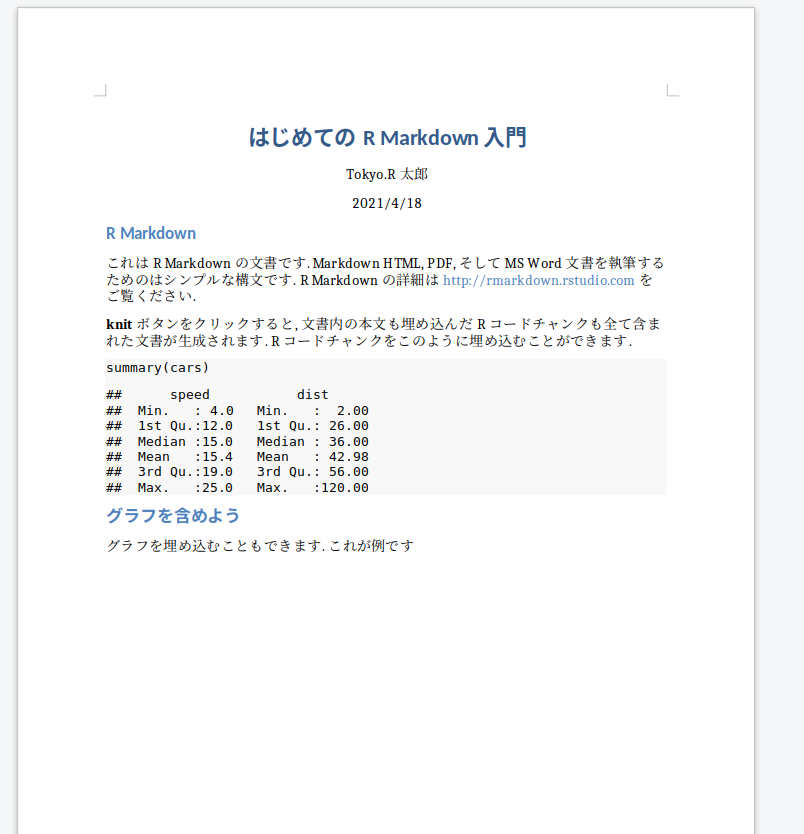 はじめての R Markdown 入門
Tokyo.R 太郎
2021/4/18
R Markdown
これは R Markdown の文書です. Markdown HTML, PDF, そして MS Word 文書を執筆する
ためのはシンプルな構文です. R Markdown の詳細は http://rmarkdown.rstudio.com を
ご覧ください.
knit ボタンをクリックすると, 文書内の本文も埋め込んだ R コードチャンクも全て含ま
れた文書が生成されます. R コードチャンクをこのように埋め込むことができます.
summary(cars)
##      speed           dist
##  Min.   : 4.0   Min.   :  2.00
##  1st Qu.:12.0   1st Qu.: 26.00
##  Median :15.0   Median : 36.00
##  Mean   :15.4   Mean   : 42.98
##  3rd Qu.:19.0   3rd Qu.: 56.00
##  Max.   :25.0   Max.   :120.00
グラフを含めよう
グラフを埋め込むこともできます. これが例です